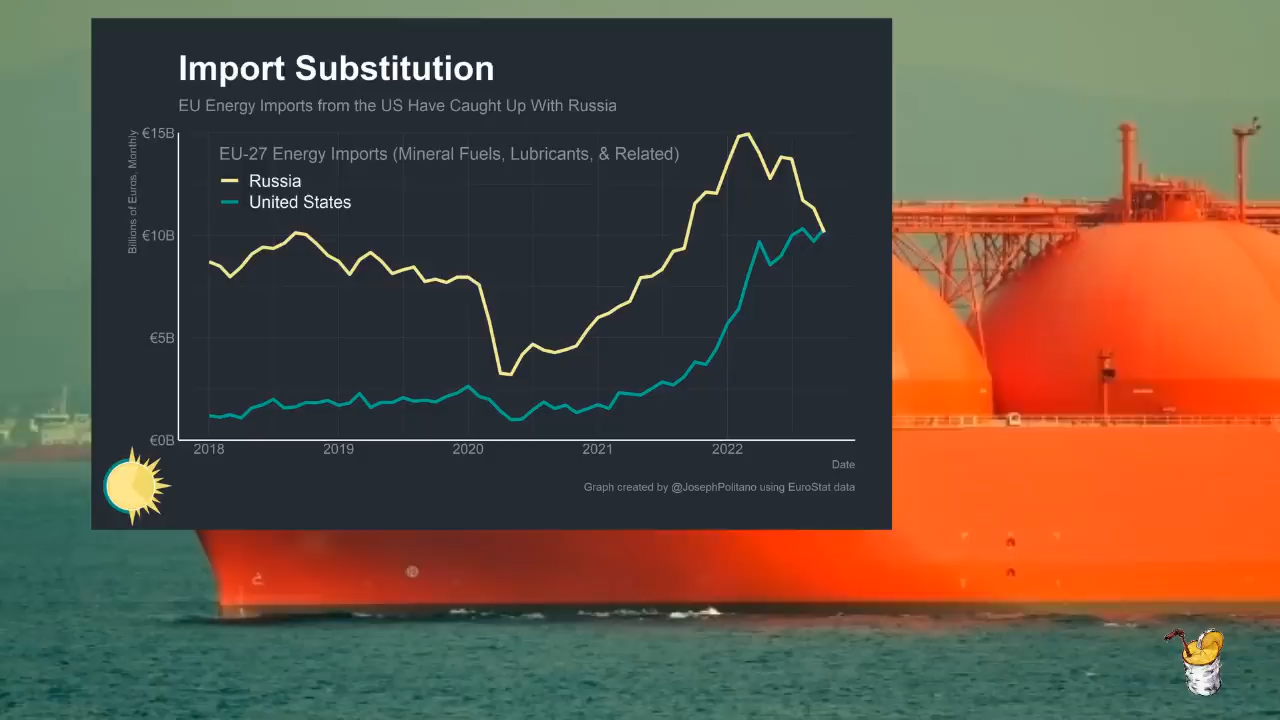 Import Substitution
EU Energy Imports from the US Have Caught Up With Russia
Billions of Euros, Monthly
€15B
€10B
€5B
€0B
EU-27 Energy Imports (Mineral Fuels, Lubricants, & Related)
Russia
United States
2018 2019 2020 2021 2022
Date
Graph created by @JosephPolitano using EuroStat data